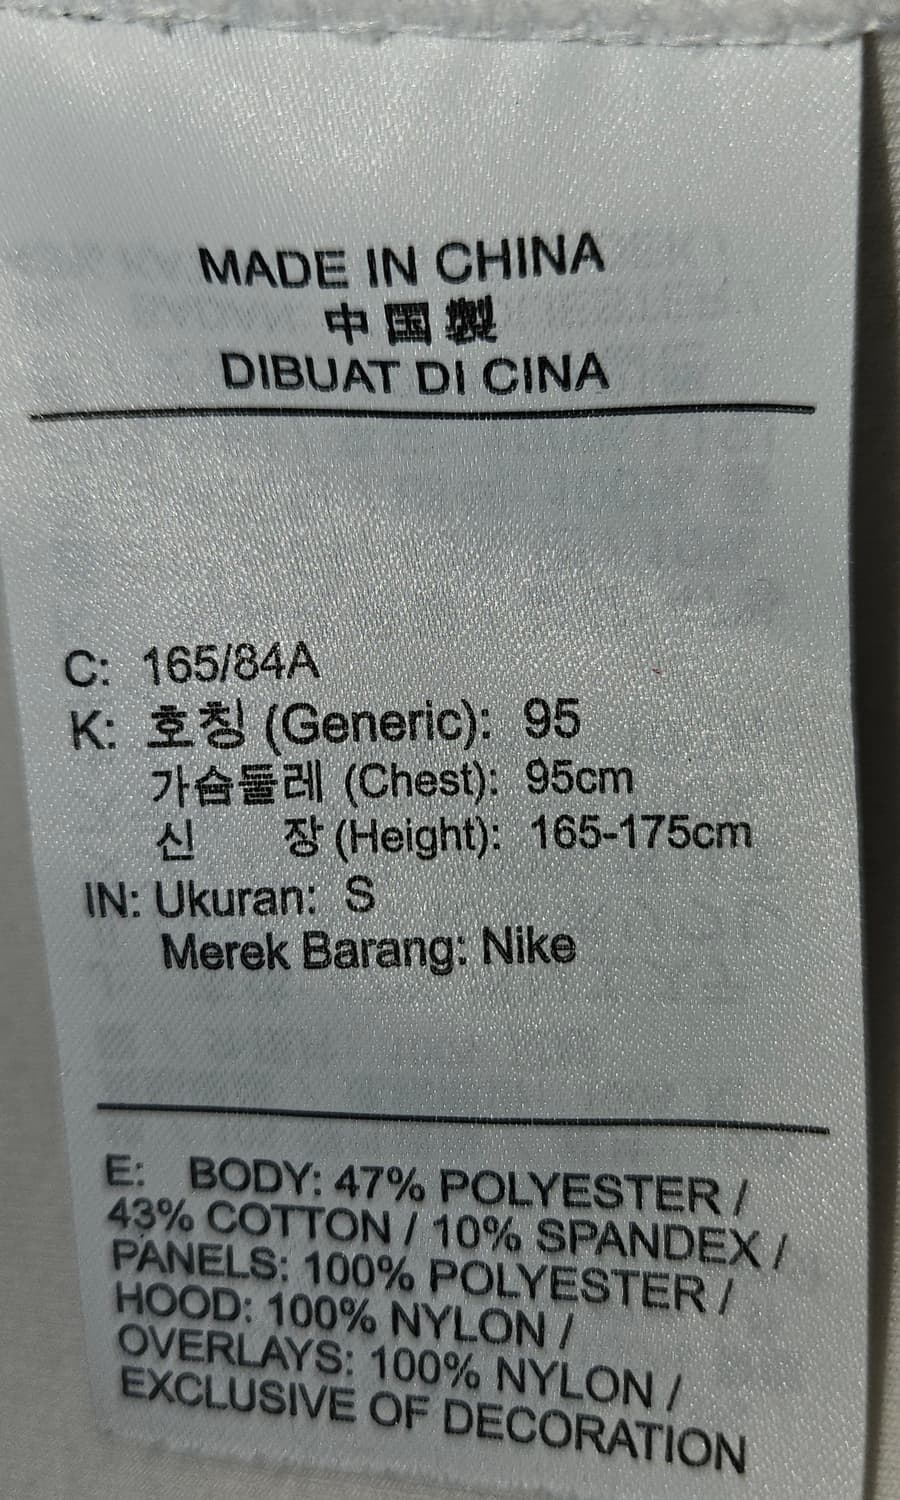 MADE IN CHINA
中国製
DIBUAT DI CINA
C: 165/84A
K: 호칭 (Generic): 95
가슴둘레 (Chest): 95cm
신 장 (Height): 165-175cm
IN: Ukuran: S
Merek Barang: Nike
E: BODY: 47% POLYESTER /
43% COTTON / 10% SPANDEX /
PANELS: 100% POLYESTER /
HOOD: 100% NYLON /
OVERLAYS: 100% NYLON /
EXCLUSIVE OF DECORATION